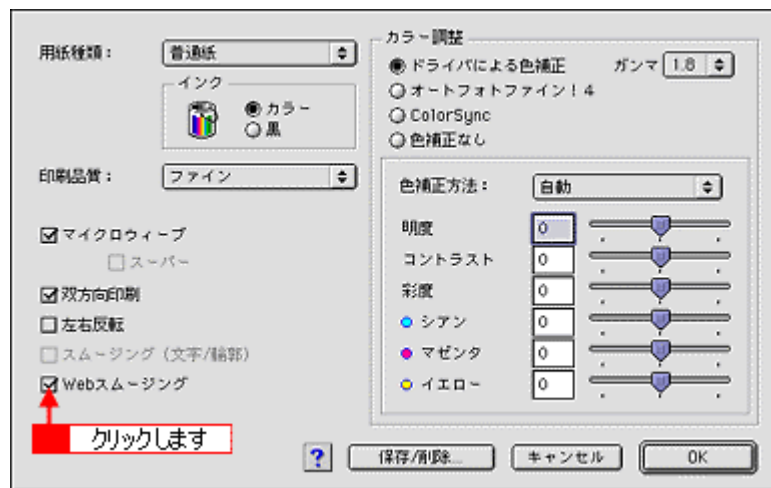 用紙種類：
普通紙
インク
カラー
黒
印刷品質：
ファイン
マイクロウィーブ
スーパー
双方向印刷
左右反転
スムージング（文字/輪郭）
Webスムージング
クリックします
カラー調整
ドライバによる色補正
ガンマ 1.8
オートフォトファイン！4
ColorSync
色補正なし
色補正方法：
自動
明度 0
コントラスト 0
彩度 0
シアン 0
マゼンタ 0
イエロー 0
?
保存/削除...
キャンセル
OK